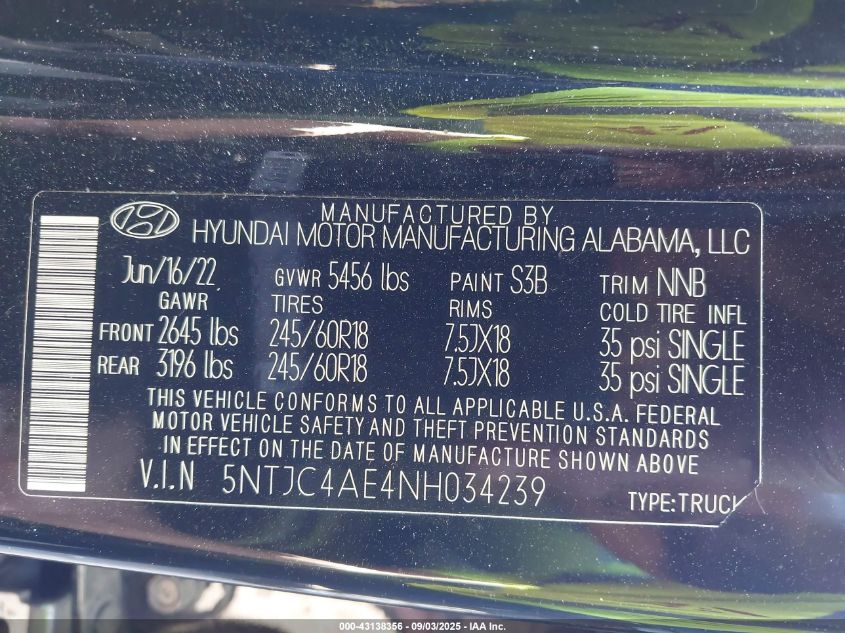 MANUFACTURED BY
HYUNDAI MOTOR MANUFACTURING ALABAMA, LLC
Jun/16/22 GVWR 5456 lbs PAINT S3B TRIM NNB
GAWR TIRES RIMS COLD TIRE INFL
FRONT 2645 lbs 245/60R18 7.5JX18 35 psi SINGLE
REAR 3196 lbs 245/60R18 7.5JX18 35 psi SINGLE
THIS VEHICLE CONFORMS TO ALL APPLICABLE U.S.A. FEDERAL
MOTOR VEHICLE SAFETY AND THEFT PREVENTION STANDARDS
IN EFFECT ON THE DATE OF MANUFACTURE SHOWN ABOVE.
V.I.N 5NTJC4AE4NH034239 TYPE:TRUCK
000-43138356 - 09/03/2025 - IAA Inc.